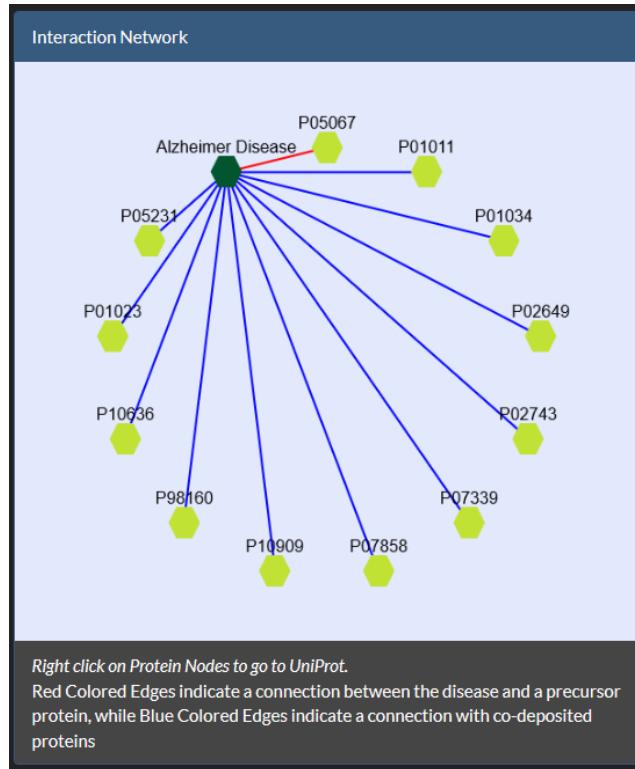 Interaction Network
P05067
Alzheimer Disease
P01011
P05231
P01034
P01023
P02649
P10636
P02743
P98160
P07339
P10909
P07858
Right click on Protein Nodes to go to UniProt.
Red Colored Edges indicate a connection between the disease and a precursor
protein, while Blue Colored Edges indicate a connection with co-deposited
proteins